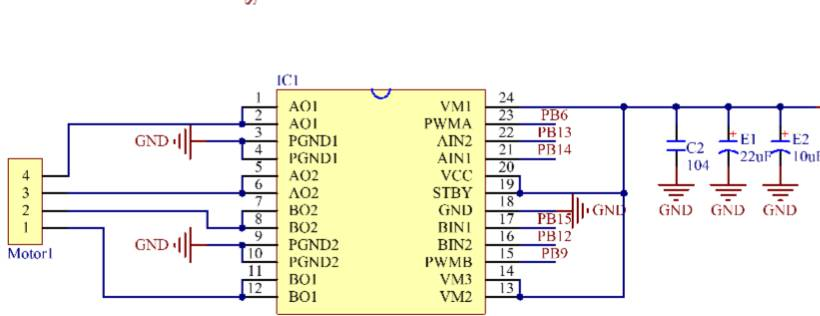 IC1
1 AO1 VM1 24
2 AO1 PWMA 23 PB6
GND 3 PGND1 AIN2 22 PB13
4 PGND1 AIN1 21 PB14
5 AO2 VCC 20
6 AO2 STBY 19
7 BO2 GND 18 GND
8 BO2 BIN1 17 PB15
GND 9 PGND2 BIN2 16 PB12
10 PGND2 PWMB 15 PB9
11 BO1 VM3 14
12 BO1 VM2 13
4
3
2
1
Motor1
C2
104
GND
+ E1
22uF
GND
+ E2
10uF
GND